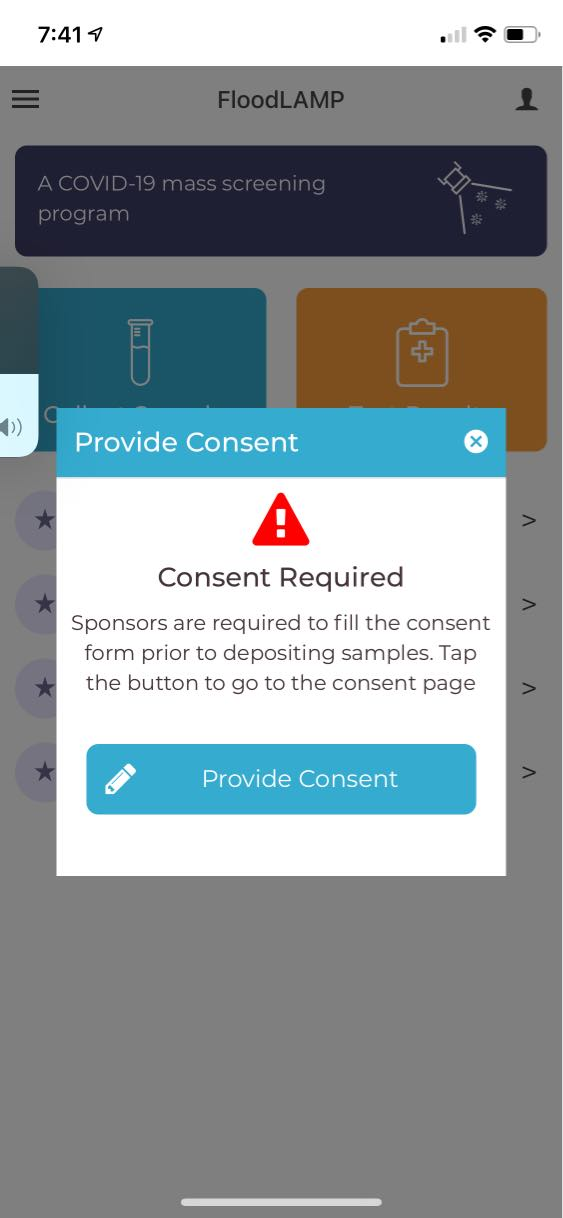 7:41
FloodLAMP
A COVID-19 mass screening
program
Provide Consent
Consent Required
Sponsors are required to fill the consent
form prior to depositing samples. Tap
the button to go to the consent page
Provide Consent
>
>
>
>